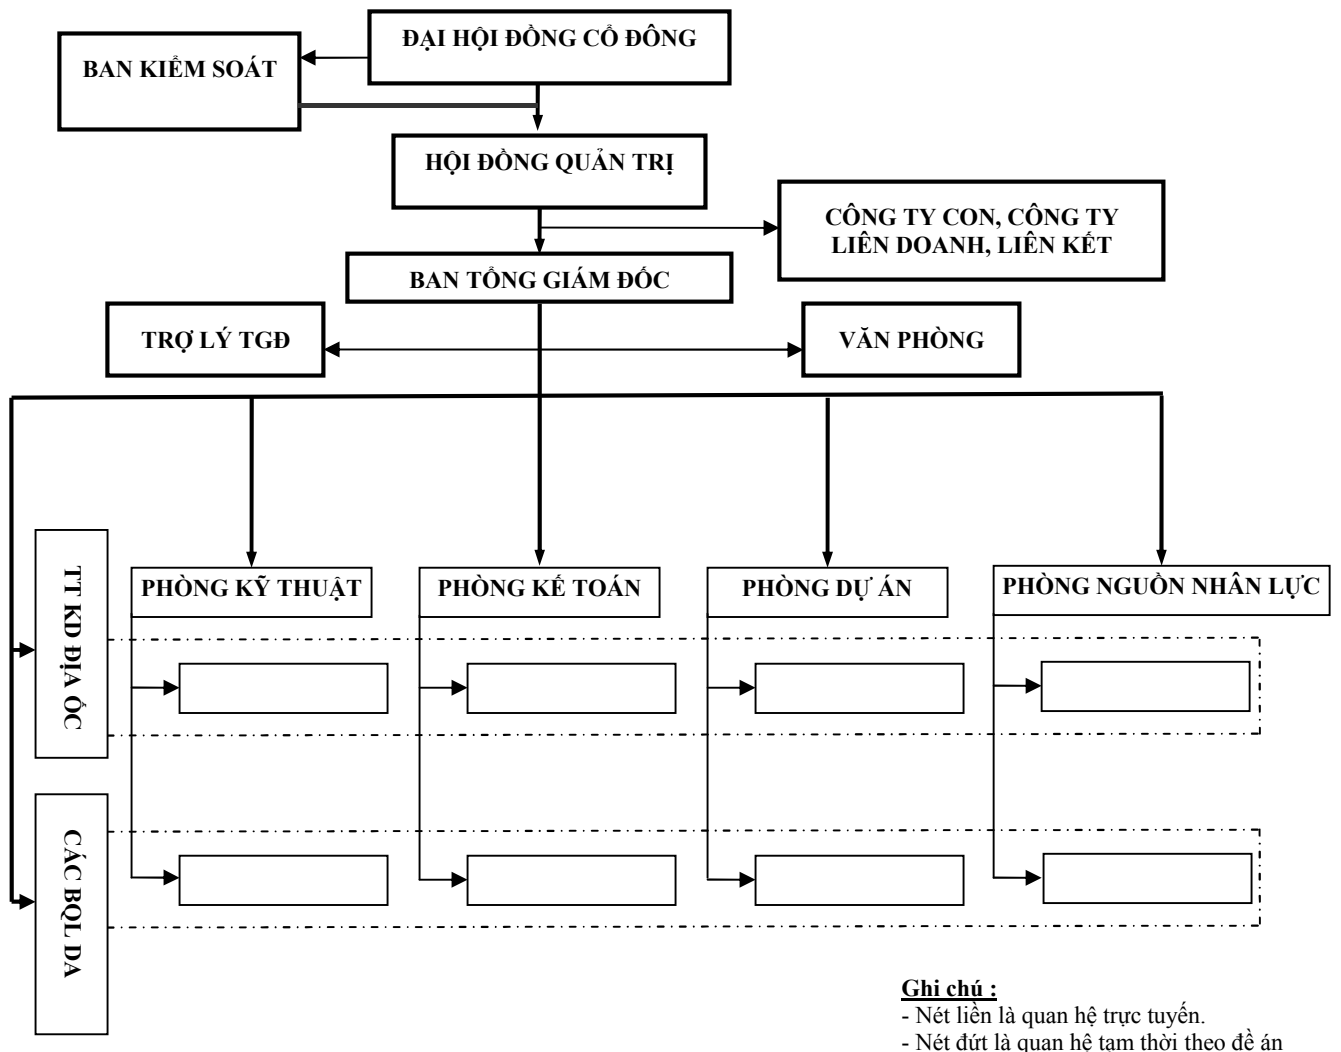 ĐẠI HỘI ĐỒNG CỔ ĐÔNG
BAN KIỂM SOÁT
HỘI ĐỒNG QUẢN TRỊ
CÔNG TY CON, CÔNG TY
LIÊN DOANH, LIÊN KẾT
BAN TỔNG GIÁM ĐỐC
TRỢ LÝ TGĐ
VĂN PHÒNG
TT KD ĐỊA ỐC
PHÒNG KỸ THUẬT
PHÒNG KẾ TOÁN
PHÒNG DỰ ÁN
PHÒNG NGUỒN NHÂN LỰC
CÁC BQL DA
Ghi chú :
- Nét liền là quan hệ trực tuyến.
- Nét đứt là quan hệ tạm thời theo đề án